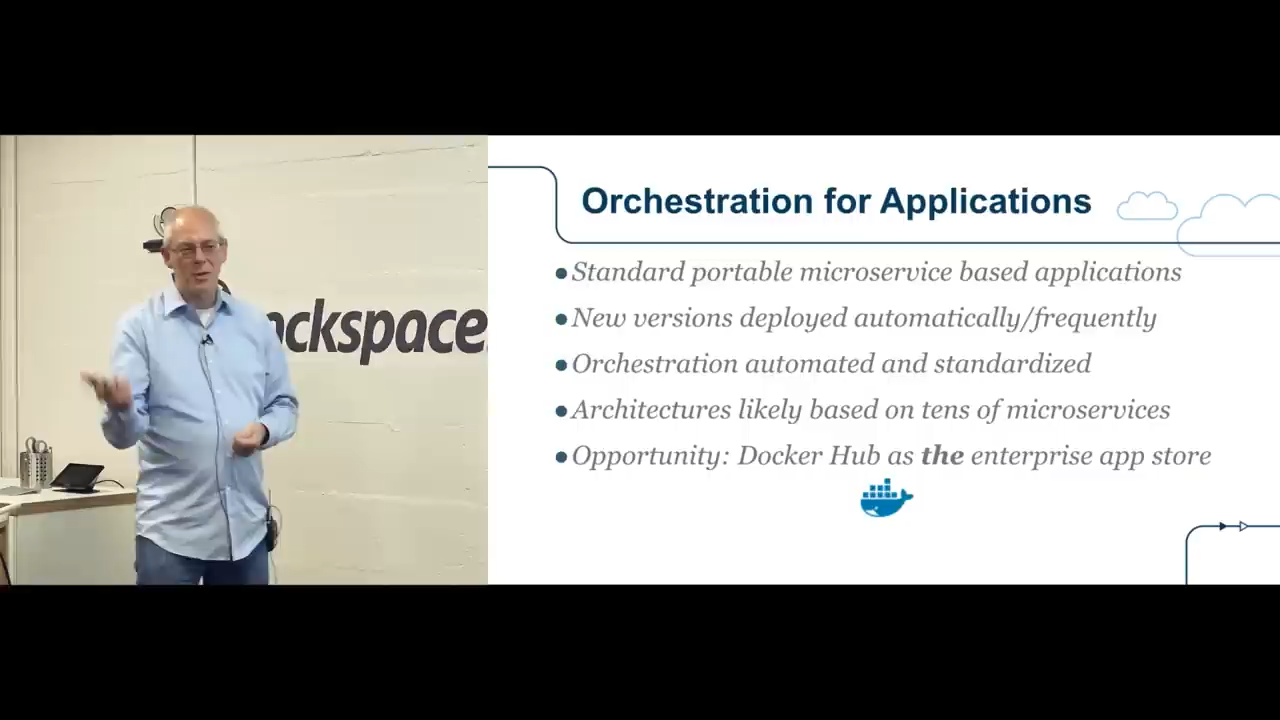 ackspace.
Orchestration for Applications
●Standard portable microservice based applications
●New versions deployed automatically/frequently
●Orchestration automated and standardized
●Architectures likely based on tens of microservices
●Opportunity: Docker Hub as the enterprise app store